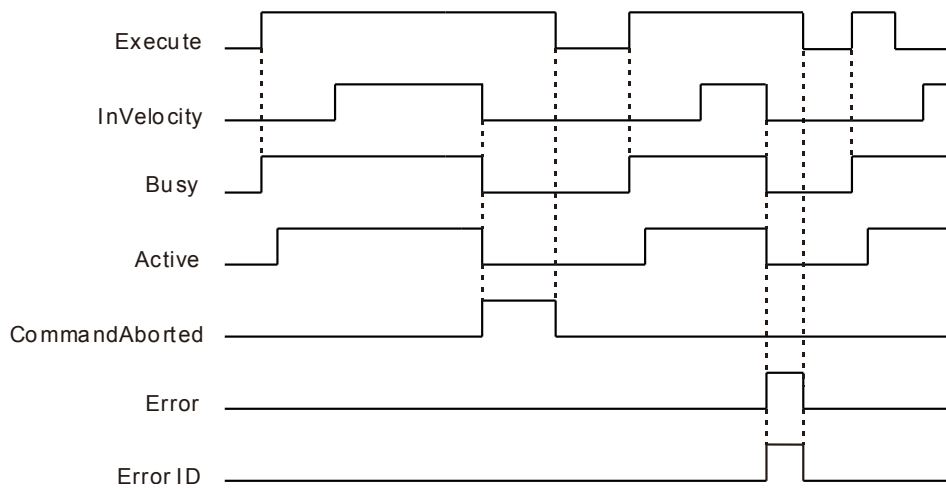 Execute
InVelocity
Busy
Active
CommandAborted
Error
Error ID